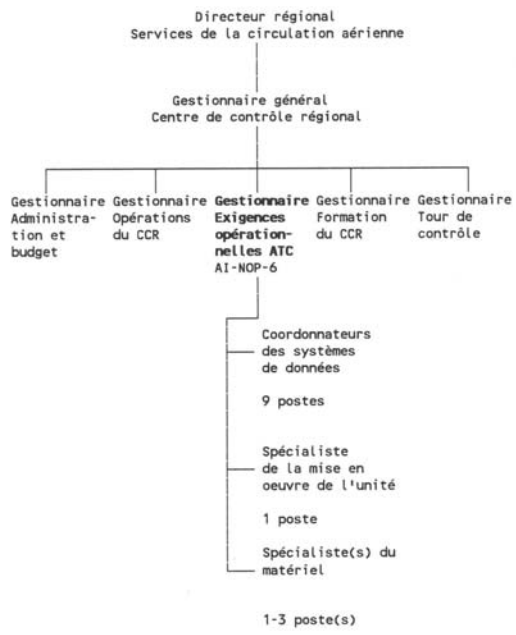 Directeur régional
Services de la circulation aérienne
Gestionnaire général
Centre de contrôle régional
Gestionnaire
Administra-
tion et
budget
Gestionnaire
Opérations
du CCR
Gestionnaire
Exigences
opération-
nelles ATC
AI-NOP-6
Gestionnaire
Formation
du CCR
Gestionnaire
Tour de
contrôle
Coordonnateurs
des systèmes
de données
9 postes
Spécialiste
de la mise en
oeuvre de l'unité
1 poste
Spécialiste(s) du
matériel
1-3 poste(s)